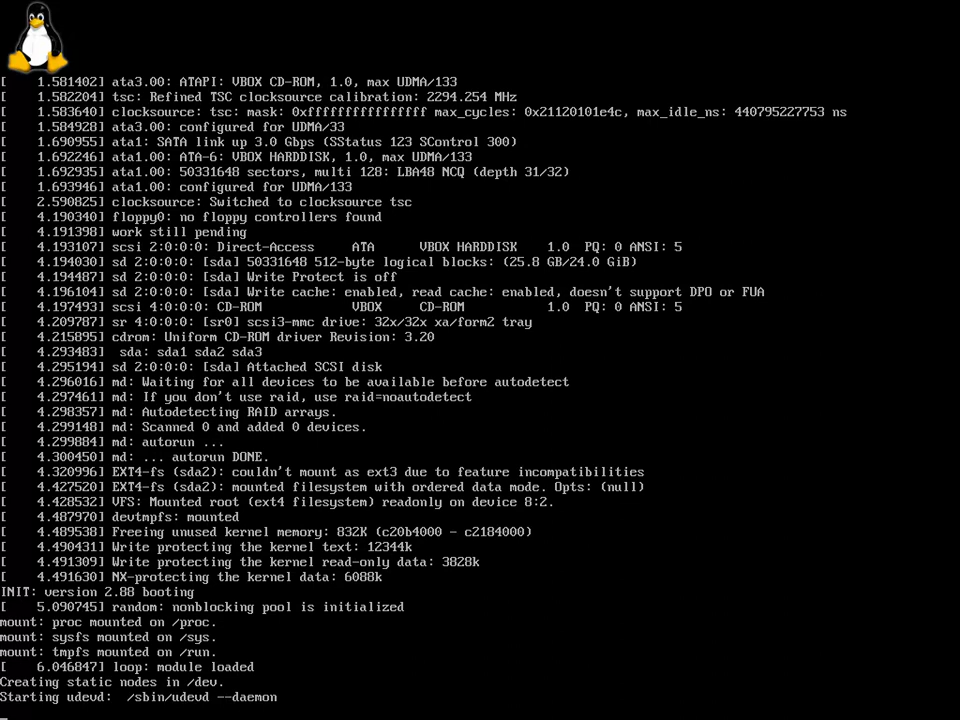 [    1.581402] ata3.00: ATAPI: VBOX CD-ROM, 1.0, max UDMA/133
[    1.582204] tsc: Refined TSC clocksource calibration: 2294.254 MHz
[    1.583640] clocksource: tsc: mask: 0xffffffffffffffff max_cycles: 0x21120101e4c, max_idle_ns: 440795227753 ns
[    1.584928] ata3.00: configured for UDMA/33
[    1.690955] ata1: SATA link up 3.0 Gbps (SStatus 123 SControl 300)
[    1.692246] ata1.00: ATA-6: VBOX HARDDISK, 1.0, max UDMA/133
[    1.692935] ata1.00: 50331648 sectors, multi 128: LBA48 NCQ (depth 31/32)
[    1.693946] ata1.00: configured for UDMA/133
[    2.590825] clocksource: Switched to clocksource tsc
[    4.190340] floppy0: no floppy controllers found
[    4.191398] work still pending
[    4.193107] scsi 2:0:0:0: Direct-Access     ATA      VBOX HARDDISK    1.0  PQ: 0 ANSI: 5
[    4.194030] sd 2:0:0:0: [sda] 50331648 512-byte logical blocks: (25.8 GB/24.0 GiB)
[    4.194487] sd 2:0:0:0: [sda] Write Protect is off
[    4.196104] sd 2:0:0:0: [sda] Write cache: enabled, read cache: enabled, doesn't support DPO or FUA
[    4.197493] scsi 4:0:0:0: CD-ROM            VBOX     CD-ROM           1.0  PQ: 0 ANSI: 5
[    4.209787] sr 4:0:0:0: [sr0] scsi3-mmc drive: 32x/32x xa/form2 tray
[    4.215895] cdrom: Uniform CD-ROM driver Revision: 3.20
[    4.293483]  sda: sda1 sda2 sda3
[    4.295194] sd 2:0:0:0: [sda] Attached SCSI disk
[    4.296016] md: Waiting for all devices to be available before autodetect
[    4.297461] md: If you don't use raid, use raid=noautodetect
[    4.298357] md: Autodetecting RAID arrays.
[    4.299148] md: Scanned 0 and added 0 devices.
[    4.299884] md: autorun ...
[    4.300450] md: ... autorun DONE.
[    4.320996] EXT4-fs (sda2): couldn't mount as ext3 due to feature incompatibilities
[    4.427520] EXT4-fs (sda2): mounted filesystem with ordered data mode. Opts: (null)
[    4.428532] VFS: Mounted root (ext4 filesystem) readonly on device 8:2.
[    4.487970] devtmpfs: mounted
[    4.489538] Freeing unused kernel memory: 832K (c20b4000 - c2184000)
[    4.490431] Write protecting the kernel text: 12344k
[    4.491309] Write protecting the kernel read-only data: 3828k
[    4.491630] NX-protecting the kernel data: 6088k
INIT: version 2.88 booting
[    5.090745] random: nonblocking pool is initialized
mount: proc mounted on /proc.
mount: sysfs mounted on /sys.
mount: tmpfs mounted on /run.
[    6.046847] loop: module loaded
Creating static nodes in /dev.
Starting udevd:  /sbin/udevd --daemon